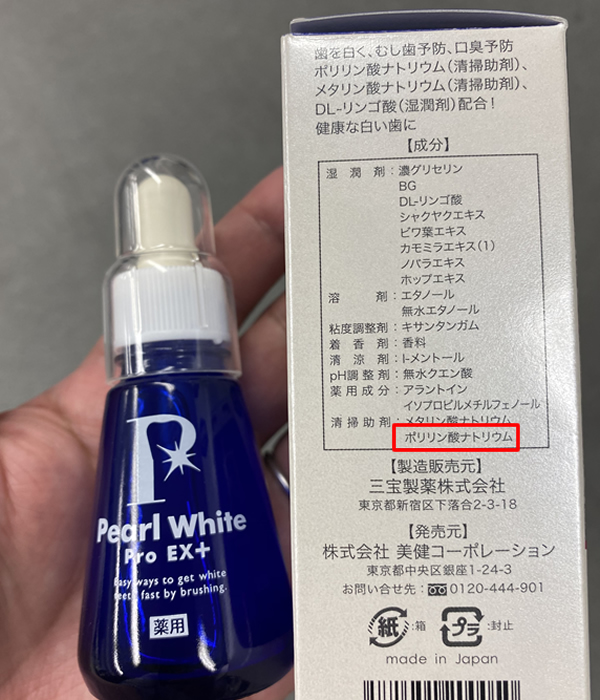 Pearl White
Pro EX+
Easy ways to get white
teeth fast by brushing.
薬用
歯を白く、むし歯予防、口臭予防
ポリリン酸ナトリウム(清掃助剤)、
メタリン酸ナトリウム(清掃助剤)、
DL-リンゴ酸(湿潤剤)配合!
健康な白い歯に
【成分】
湿潤剤:濃グリセリン
BG
DL-リンゴ酸
シャクヤクエキス
ビワ葉エキス
カモミラエキス(1)
ノバラエキス
ホップエキス
溶剤:エタノール
無水エタノール
粘度調整剤:キサンタンガム
着香剤:香料
清涼剤:l-メントール
pH調整剤:無水クエン酸
薬用成分:アラントイン
イソプロピルメチルフェノール
清掃助剤:メタリン酸ナトリウム
ポリリン酸ナトリウム
【製造販売元】
三宝製薬株式会社
東京都新宿区下落合2-3-18
【発売元】
株式会社 美健コーポレーション
東京都中央区銀座1-24-3
お問い合せ先:0120-444-901
紙:箱 プラ:封止
made in Japan